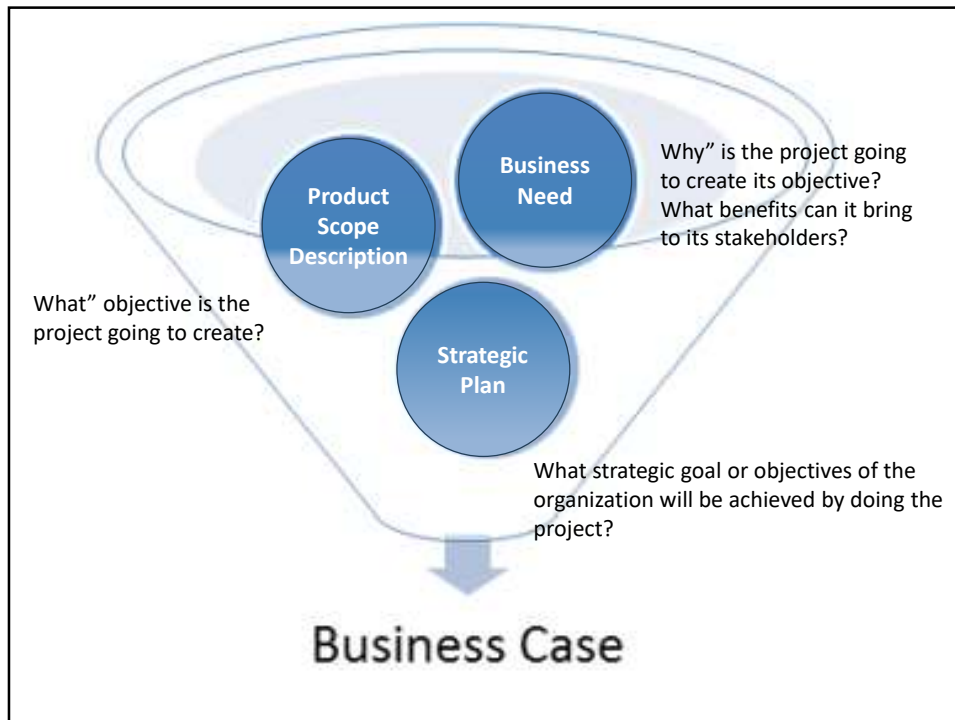 Business
Need
Why” is the project going
to create its objective?
What benefits can it bring
to its stakeholders?
Product
Scope
Description
What” objective is the
project going to create?
Strategic
Plan
What strategic goal or objectives of the
organization will be achieved by doing the
project?
Business Case